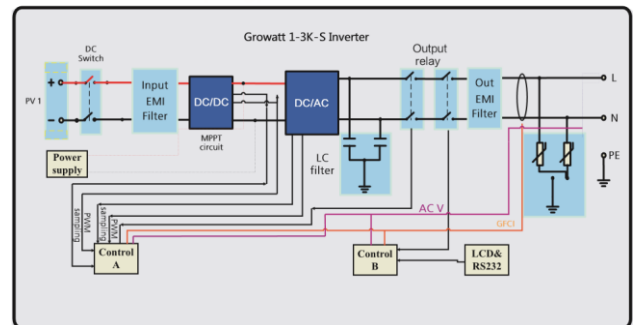 Growatt 1-3K-S Inverter
DC
Switch
Output
relay
PV 1
+
-
Input
EMI
Filter
DC/DC
MPPT
circuit
DC/AC
LC
filter
Out
EMI
Filter
L
N
PE
Power
supply
sampling
PWM
sampling
PWM
AC V
GFCI
Control
A
Control
B
LCD&
RS232